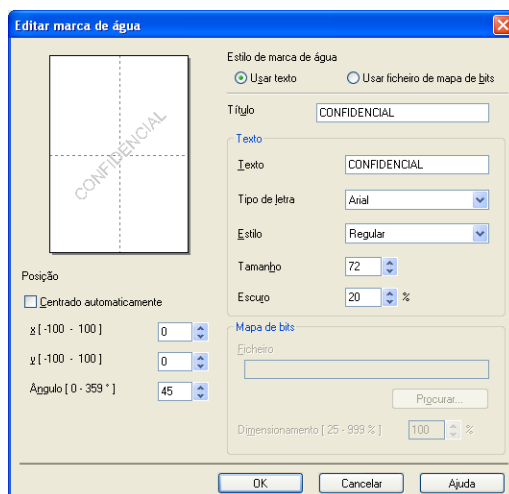 Editar marca de água
CONFIDENCIAL
Posição
Centrado automaticamente
x [ -100 - 100 ] 0
y [ -100 - 100 ] 0
Ângulo [ 0 - 359 ° ] 45
Estilo de marca de água
Usar texto Usar ficheiro de mapa de bits
Título CONFIDENCIAL
Texto
Texto CONFIDENCIAL
Tipo de letra Arial
Estilo Regular
Tamanho 72
Escuro 20 %
Mapa de bits
Ficheiro
Procurar...
Dimensionamento [ 25 - 999 % ] 100 %
OK Cancelar Ajuda